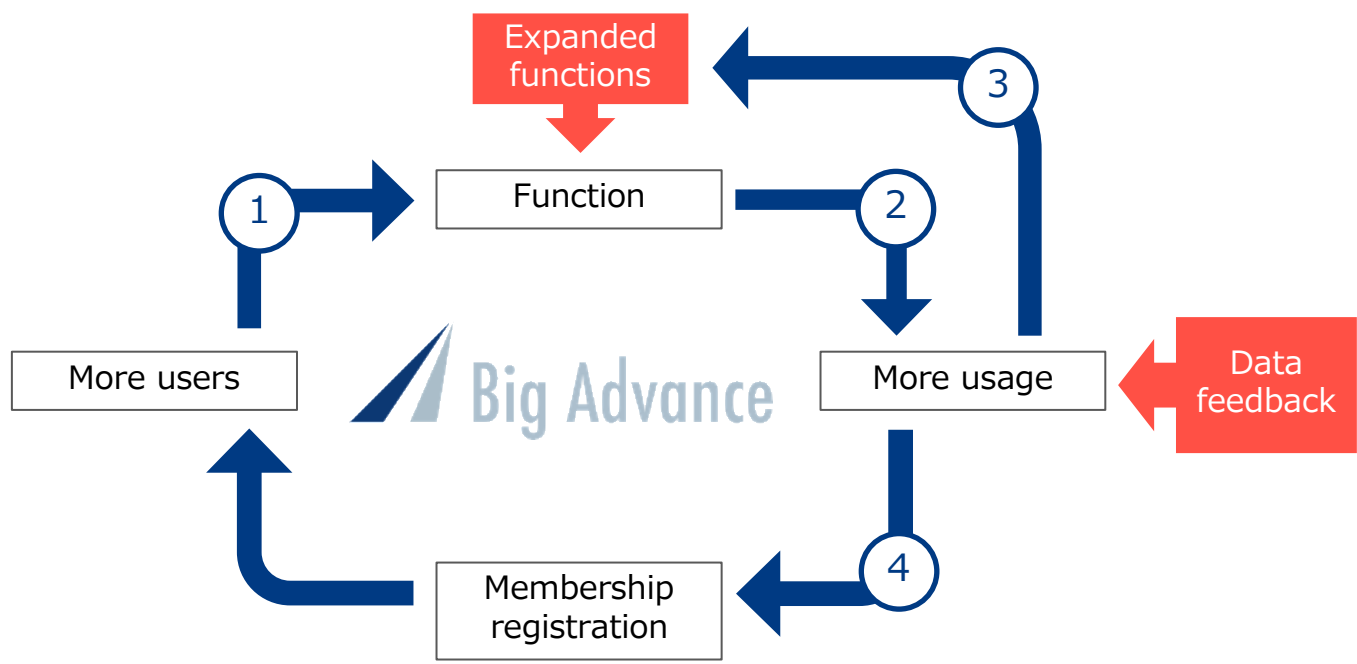 Expanded
functions
3
1
Function
2
More users
Big Advance
More usage
Data
feedback
4
Membership
registration